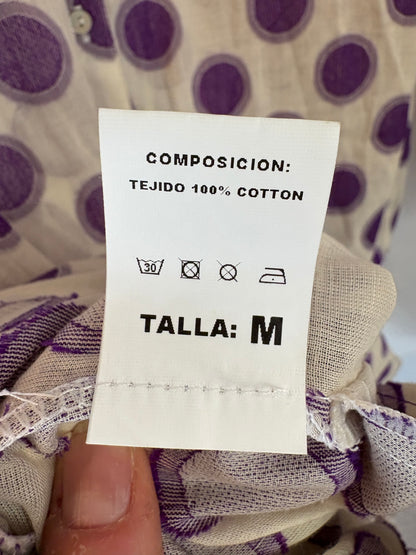 COMPOSICION:
TEJIDO 100% COTTON
30
TALLA: M